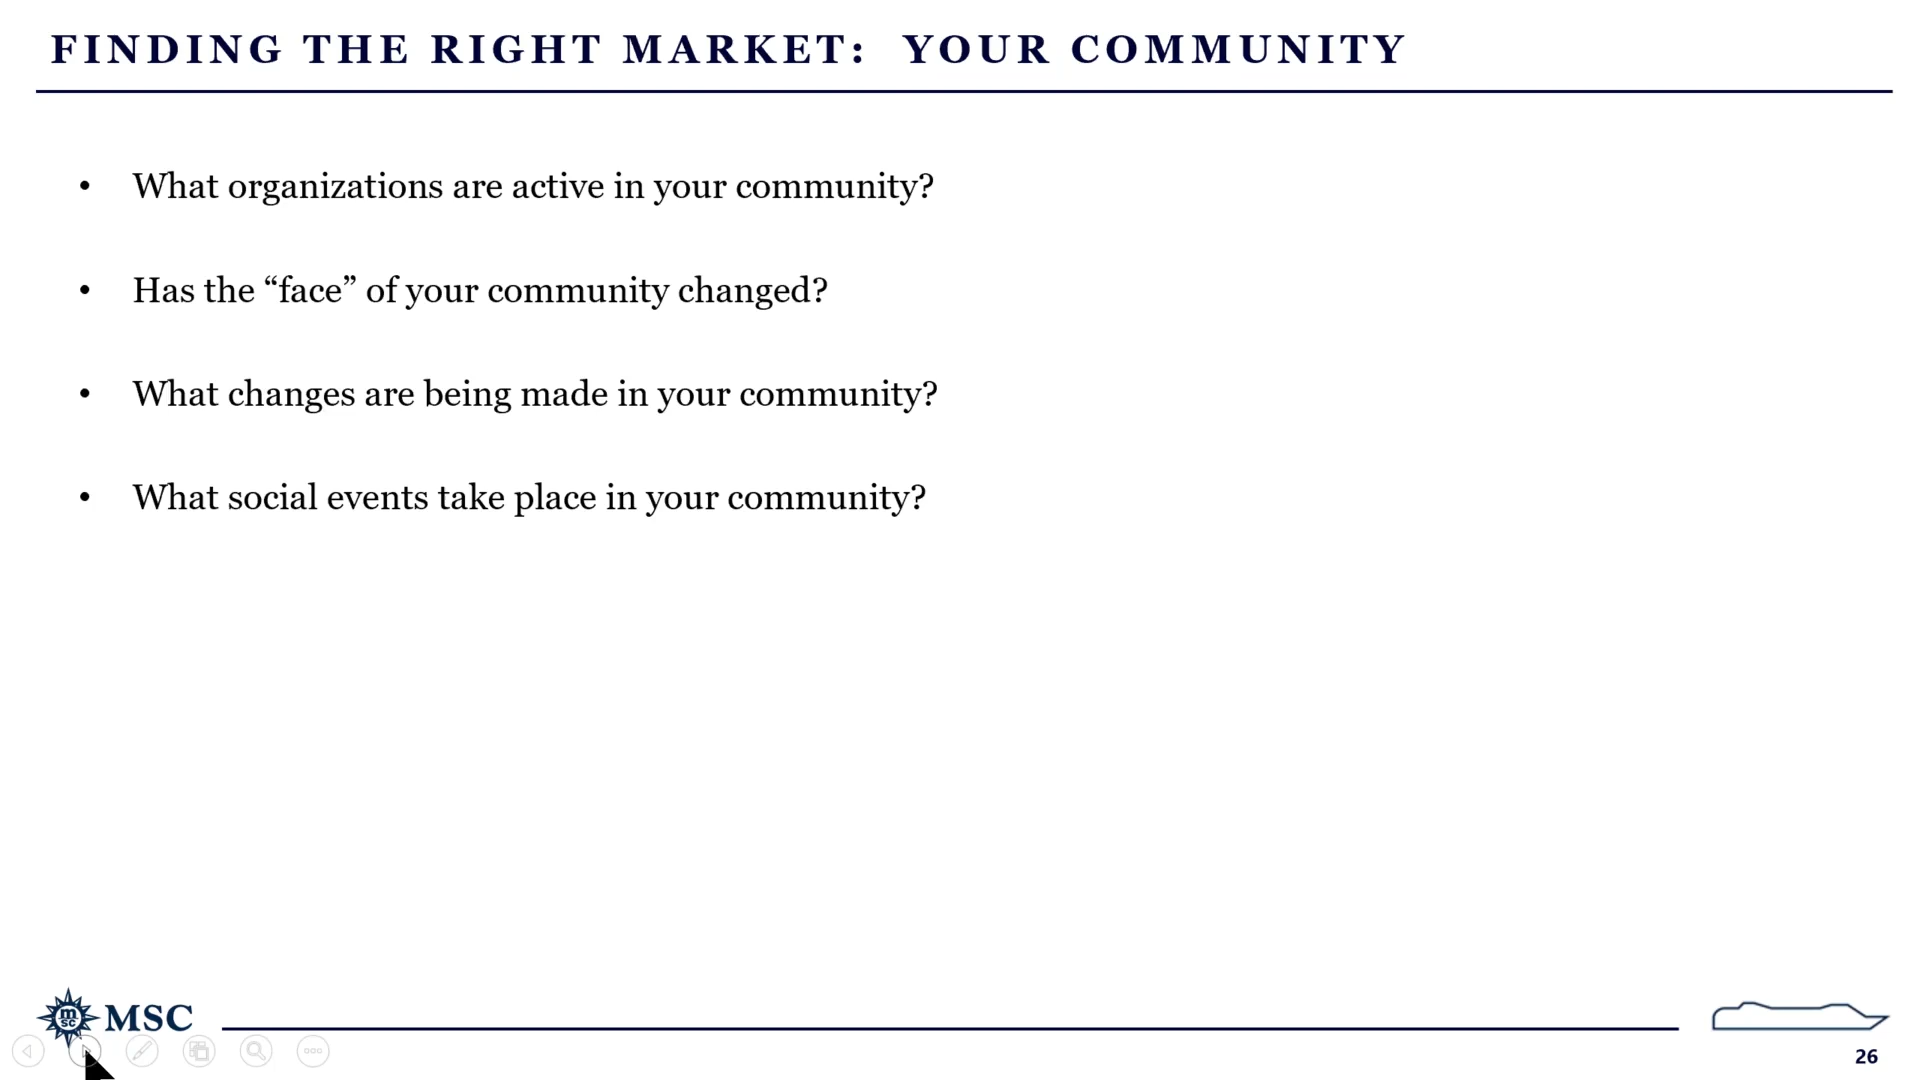 FINDING THE RIGHT MARKET: YOUR COMMUNITY
• What organizations are active in your community?
• Has the “face” of your community changed?
• What changes are being made in your community?
• What social events take place in your community?
m
sc
MSC
26